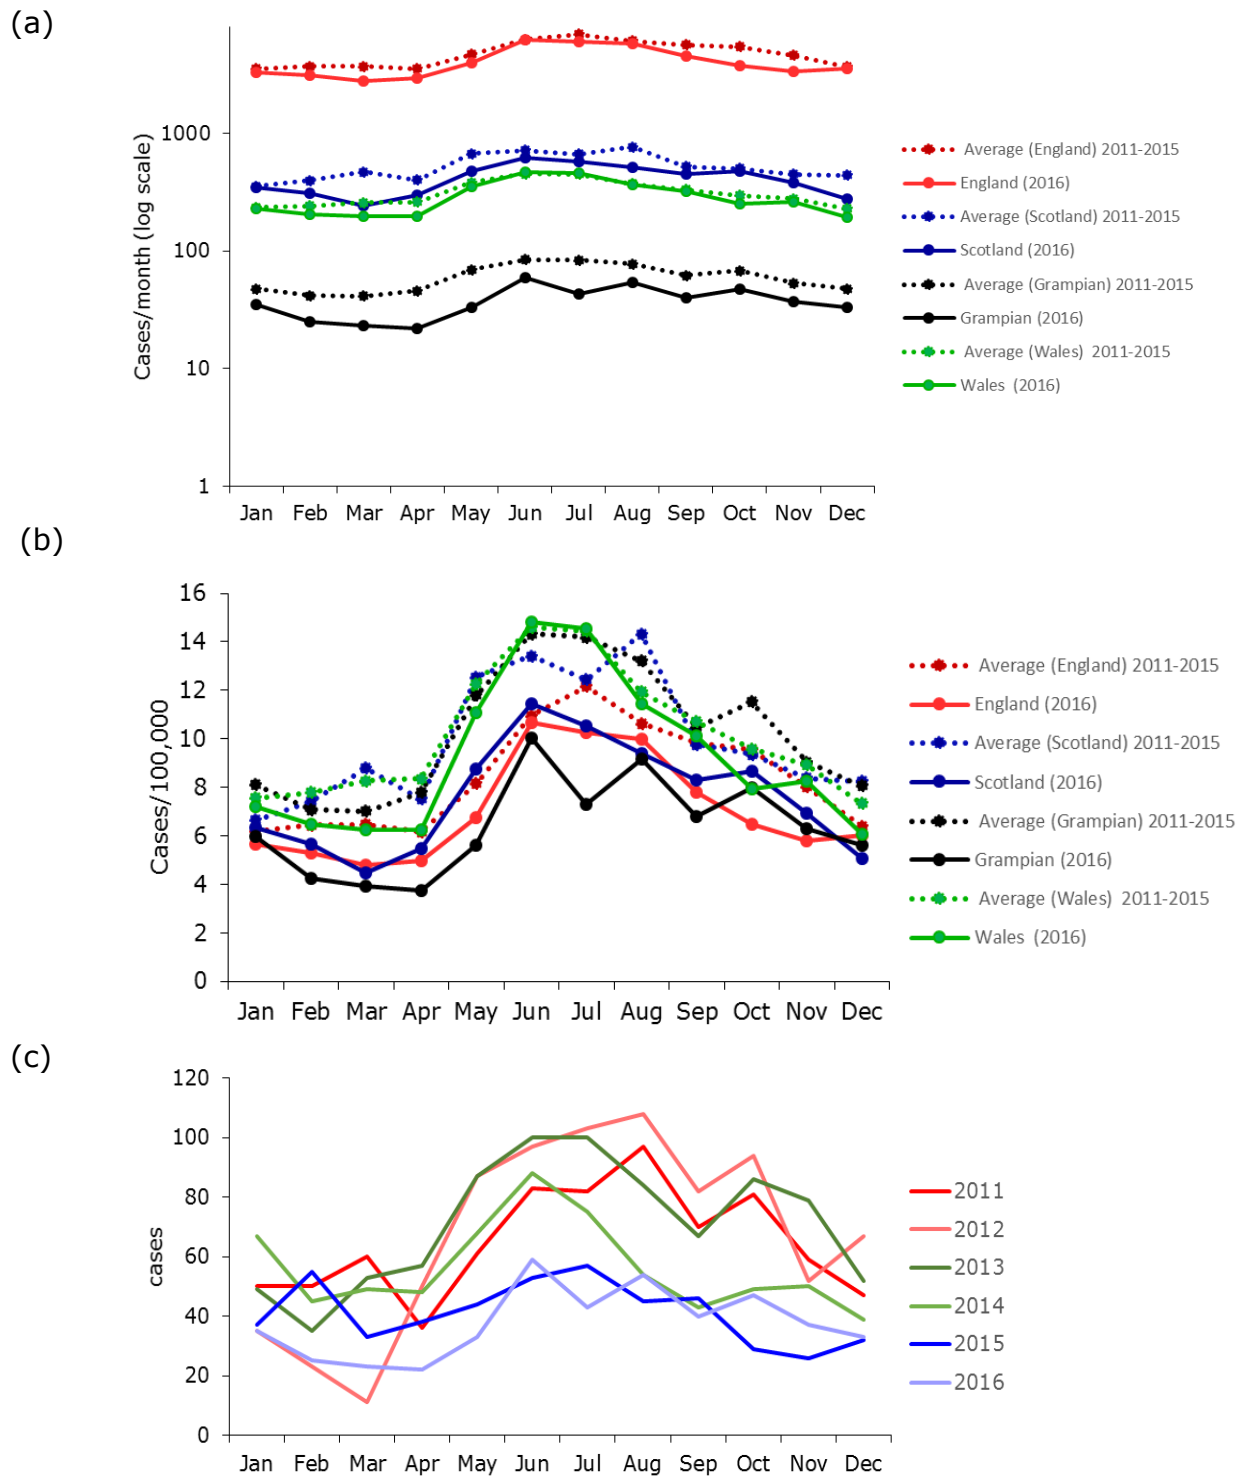 (a)
Cases/month (log scale)
1000
100
10
1
Jan Feb Mar Apr May Jun Jul Aug Sep Oct Nov Dec
Average (England) 2011-2015
England (2016)
Average (Scotland) 2011-2015
Scotland (2016)
Average (Grampian) 2011-2015
Grampian (2016)
Average (Wales) 2011-2015
Wales (2016)
(b)
Cases/100,000
16
14
12
10
8
6
4
2
0
Jan Feb Mar Apr May Jun Jul Aug Sep Oct Nov Dec
Average (England) 2011-2015
England (2016)
Average (Scotland) 2011-2015
Scotland (2016)
Average (Grampian) 2011-2015
Grampian (2016)
Average (Wales) 2011-2015
Wales (2016)
(c)
cases
120
100
80
60
40
20
0
Jan Feb Mar Apr May Jun Jul Aug Sep Oct Nov Dec
2011
2012
2013
2014
2015
2016